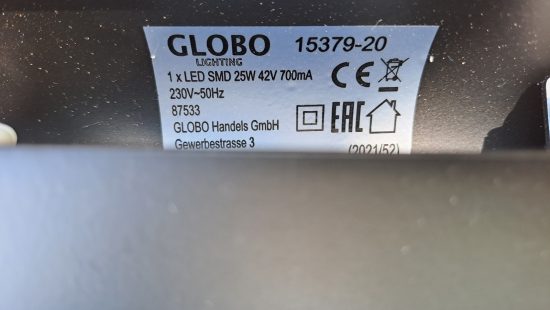 GLOBO 15379-20
LIGHTING
1 x LED SMD 25W 42V 700mA
230V~50Hz
87533
GLOBO Handels GmbH
Gewerbestrasse 3
CE
EAC
(2021/52)